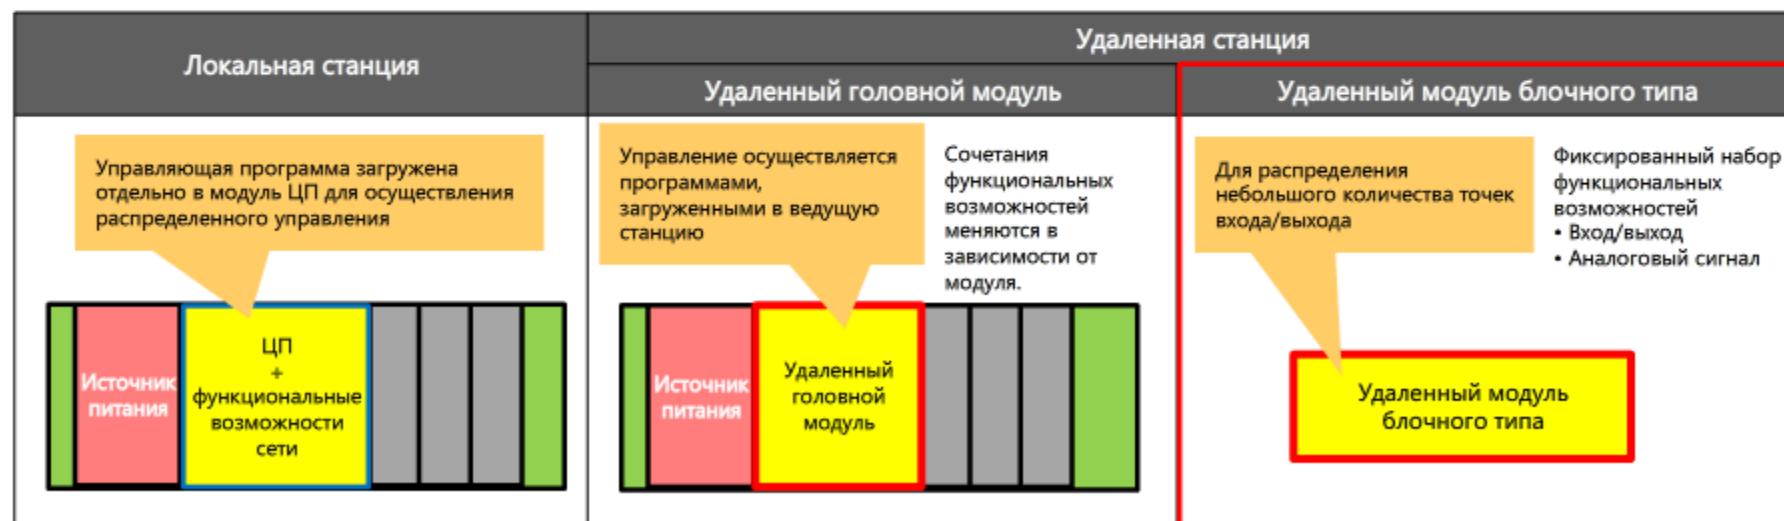 Локальная станция
Удаленная станция
Удаленный головной модуль
Удаленный модуль блочного типа
Управляющая программа загружена
отдельно в модуль ЦП для осуществления
распределенного управления
ЦП
+
функциональные
возможности
сети
Источник
питания
Управление осуществляется
программами,
загруженными в ведущую
станцию
Сочетания
функциональных
возможностей
меняются в
зависимости от
модуля.
Источник
питания
Удаленный
головной
модуль
Для распределения
небольшого количества точек
входа/выхода
Фиксированный набор
функциональных
возможностей
• Вход/выход
• Аналоговый сигнал
Удаленный модуль
блочного типа